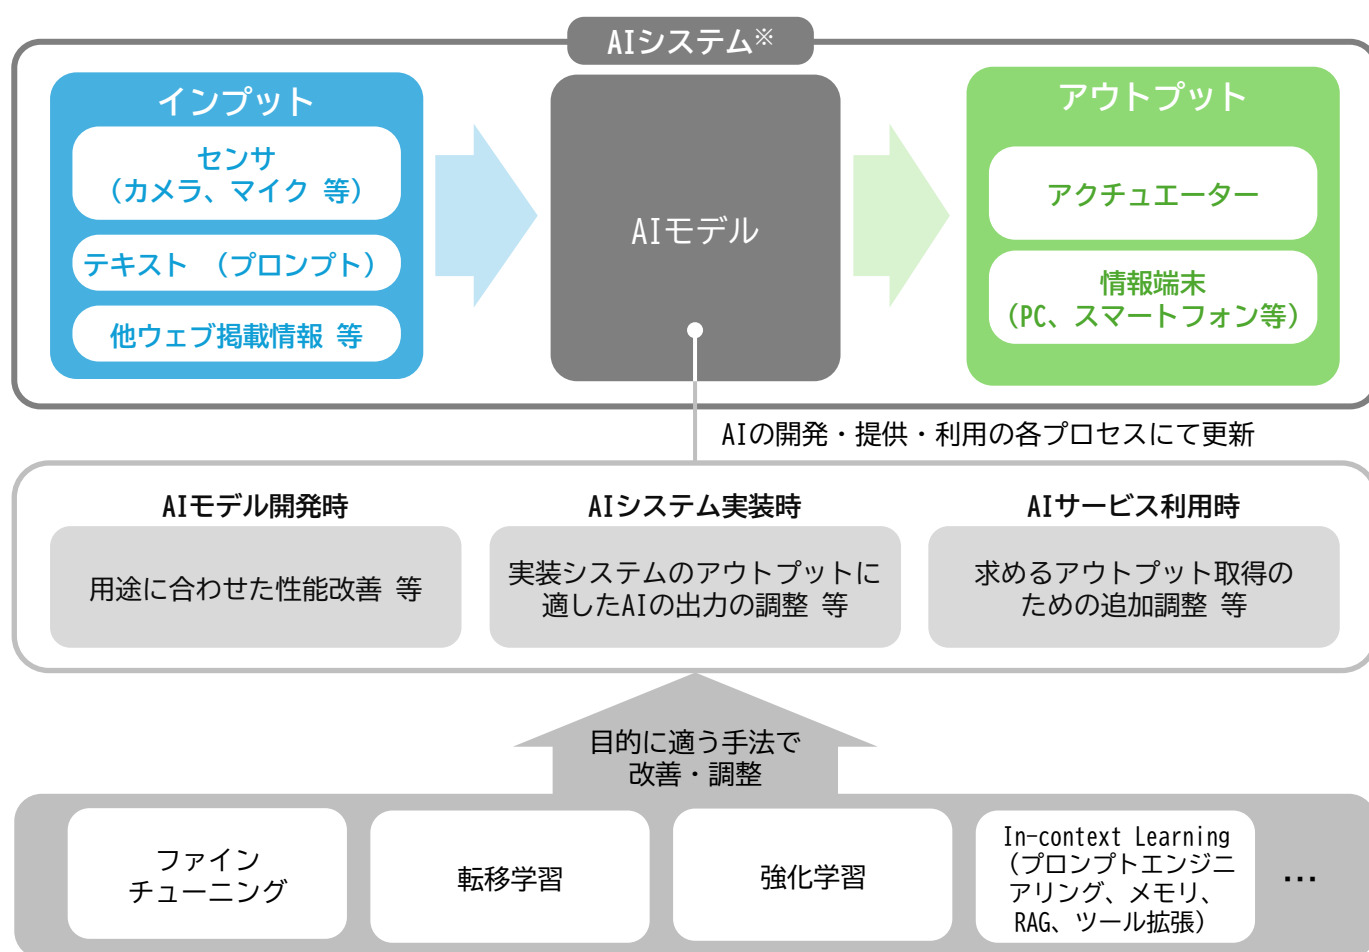 AIシステム※
インプット
センサ
（カメラ、マイク 等）
テキスト （プロンプト）
他ウェブ掲載情報 等
AIモデル
アウトプット
アクチュエーター
情報端末
（PC、スマートフォン等）
AIの開発・提供・利用の各プロセスにて更新
AIモデル開発時
用途に合わせた性能改善 等
AIシステム実装時
実装システムのアウトプットに
適したAIの出力の調整 等
AIサービス利用時
求めるアウトプット取得の
ための追加調整 等
目的に適う手法で
改善・調整
ファイン
チューニング
転移学習
強化学習
In-context Learning
（プロンプトエンジニ
アリング、メモリ、
RAG、ツール拡張）
…